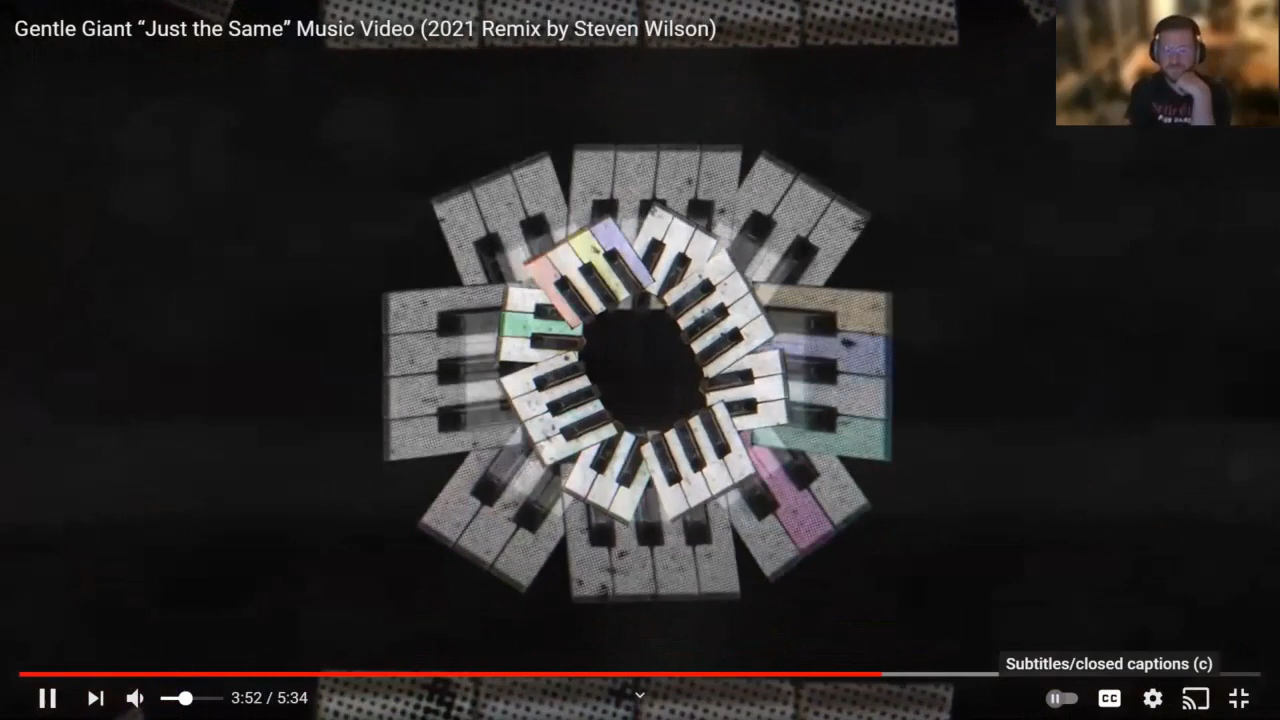 Gentle Giant “Just the Same” Music Video (2021 Remix by Steven Wilson)
Subtitles/closed captions (c)
3:52 / 5:34
CC